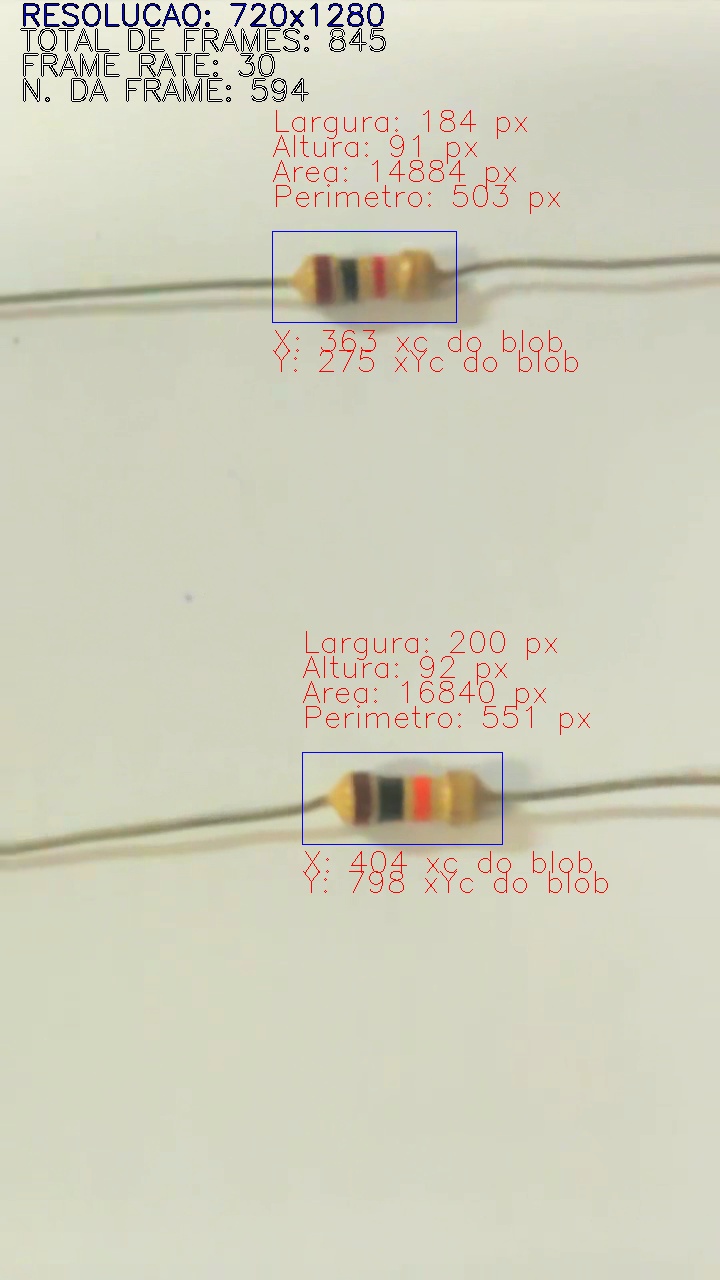 RESOLUCAO: 720x1280
TOTAL DE FRAMES: 845
FRAME RATE: 30
N. DA FRAME: 594
Largura: 184 px
Altura: 91 px
Area: 14884 px
Perimetro: 503 px
X: 363 xc do blob
Y: 275 xYc do blob
Largura: 200 px
Altura: 92 px
Area: 16840 px
Perimetro: 551 px
X: 404 xc do blob
Y: 798 xYc do blob